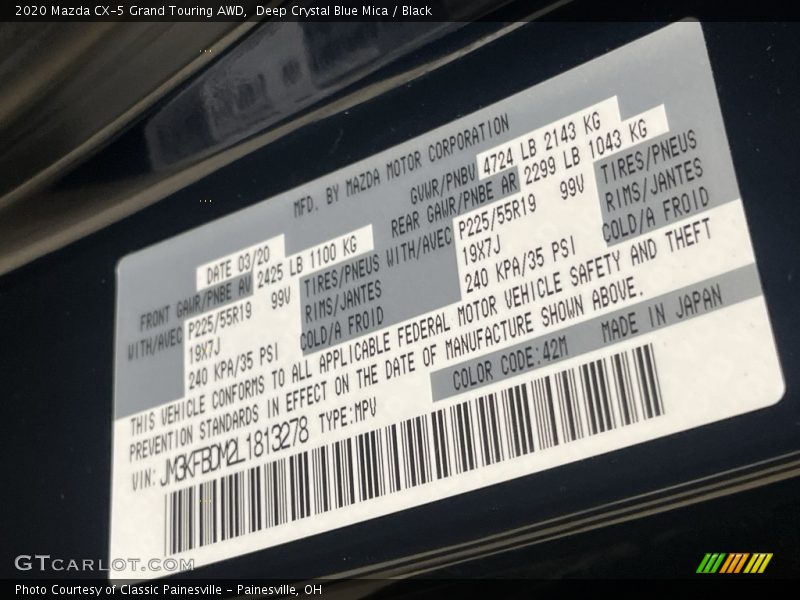 2020 Mazda CX-5 Grand Touring AWD, Deep Crystal Blue Mica / Black
MFD. BY MAZDA MOTOR CORPORATION
DATE 03/20 GVWR/PNBV 4724 LB 2143 KG
FRONT GAWR/PNBE AV 2425 LB 1100 KG REAR GAWR/PNBE AR 2299 LB 1043 KG
WITH/AVEC P225/55R19 99V TIRES/PNEUS WITH/AVEC P225/55R19 99V TIRES/PNEUS
19X7J RIMS/JANTES 19X7J RIMS/JANTES
240 KPA/35 PSI COLD/A FROID 240 KPA/35 PSI COLD/A FROID
THIS VEHICLE CONFORMS TO ALL APPLICABLE FEDERAL MOTOR VEHICLE SAFETY AND THEFT
PREVENTION STANDARDS IN EFFECT ON THE DATE OF MANUFACTURE SHOWN ABOVE.
VIN: JM3KFBDM2L1813278 TYPE:MPV COLOR CODE:42M MADE IN JAPAN
GTCARLOT.COM
Photo Courtesy of Classic Painesville - Painesville, OH